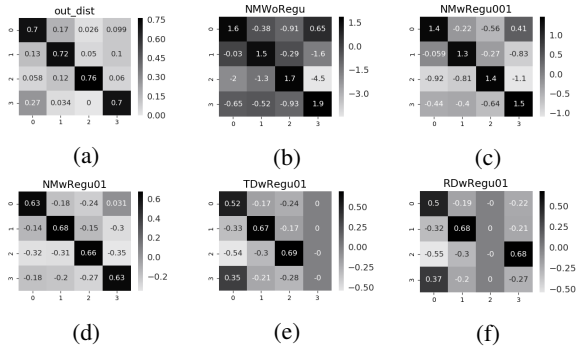 out_dist
0 0.7 0.17 0.026 0.099
1 0.13 0.72 0.05 0.1
2 0.058 0.12 0.76 0.06
3 0.27 0.034 0 0.7
0 1 2 3
0.75
0.60
0.45
0.30
0.15
0.00
(a)
NMWoRegu
0 1.6 -0.38 -0.91 0.65
1 -0.03 1.5 -0.29 -1.6
2 -2 -1.3 1.7 -4.5
3 -0.65 -0.52 -0.93 1.9
0 1 2 3
1.5
0.0
-1.5
-3.0
(b)
NMwRegu001
0 1.4 -0.22 -0.56 0.41
1 -0.059 1.3 -0.27 -0.83
2 -0.92 -0.81 1.4 -1.1
3 -0.44 -0.4 -0.64 1.5
0 1 2 3
1.0
0.5
0.0
-0.5
-1.0
(c)
NMwRegu01
0 0.63 -0.18 -0.24 0.031
1 -0.14 0.68 -0.15 -0.3
2 -0.32 -0.31 0.66 -0.35
3 -0.18 -0.2 -0.27 0.63
0 1 2 3
0.6
0.4
0.2
0.0
-0.2
(d)
TDwRegu01
0 0.52 -0.17 -0.24 0
1 -0.33 0.67 -0.17 -0
2 -0.54 -0.3 0.69 -0
3 0.35 -0.21 -0.28 -0
0 1 2 3
0.50
0.25
0.00
-0.25
-0.50
(e)
RDwRegu01
0 0.5 -0.19 -0 -0.22
1 -0.32 0.68 0 -0.21
2 -0.55 -0.3 -0 0.68
3 0.37 -0.2 0 -0.27
0 1 2 3
0.50
0.25
0.00
-0.25
-0.50
(f)